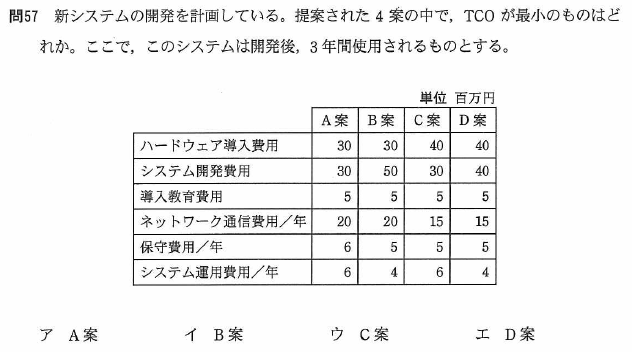 問57 新システムの開発を計画している。提案された4案の中で，TCOが最小のものはど
れか。ここで，このシステムは開発後，3年間使用されるものとする。
単位 百万円
A案 B案 C案 D案
ハードウェア導入費用 30 30 40 40
システム開発費用 30 50 30 40
導入教育費用 5 5 5 5
ネットワーク通信費用／年 20 20 15 15
保守費用／年 6 5 5 5
システム運用費用／年 6 4 6 4
ア A案 イ B案 ウ C案 エ D案